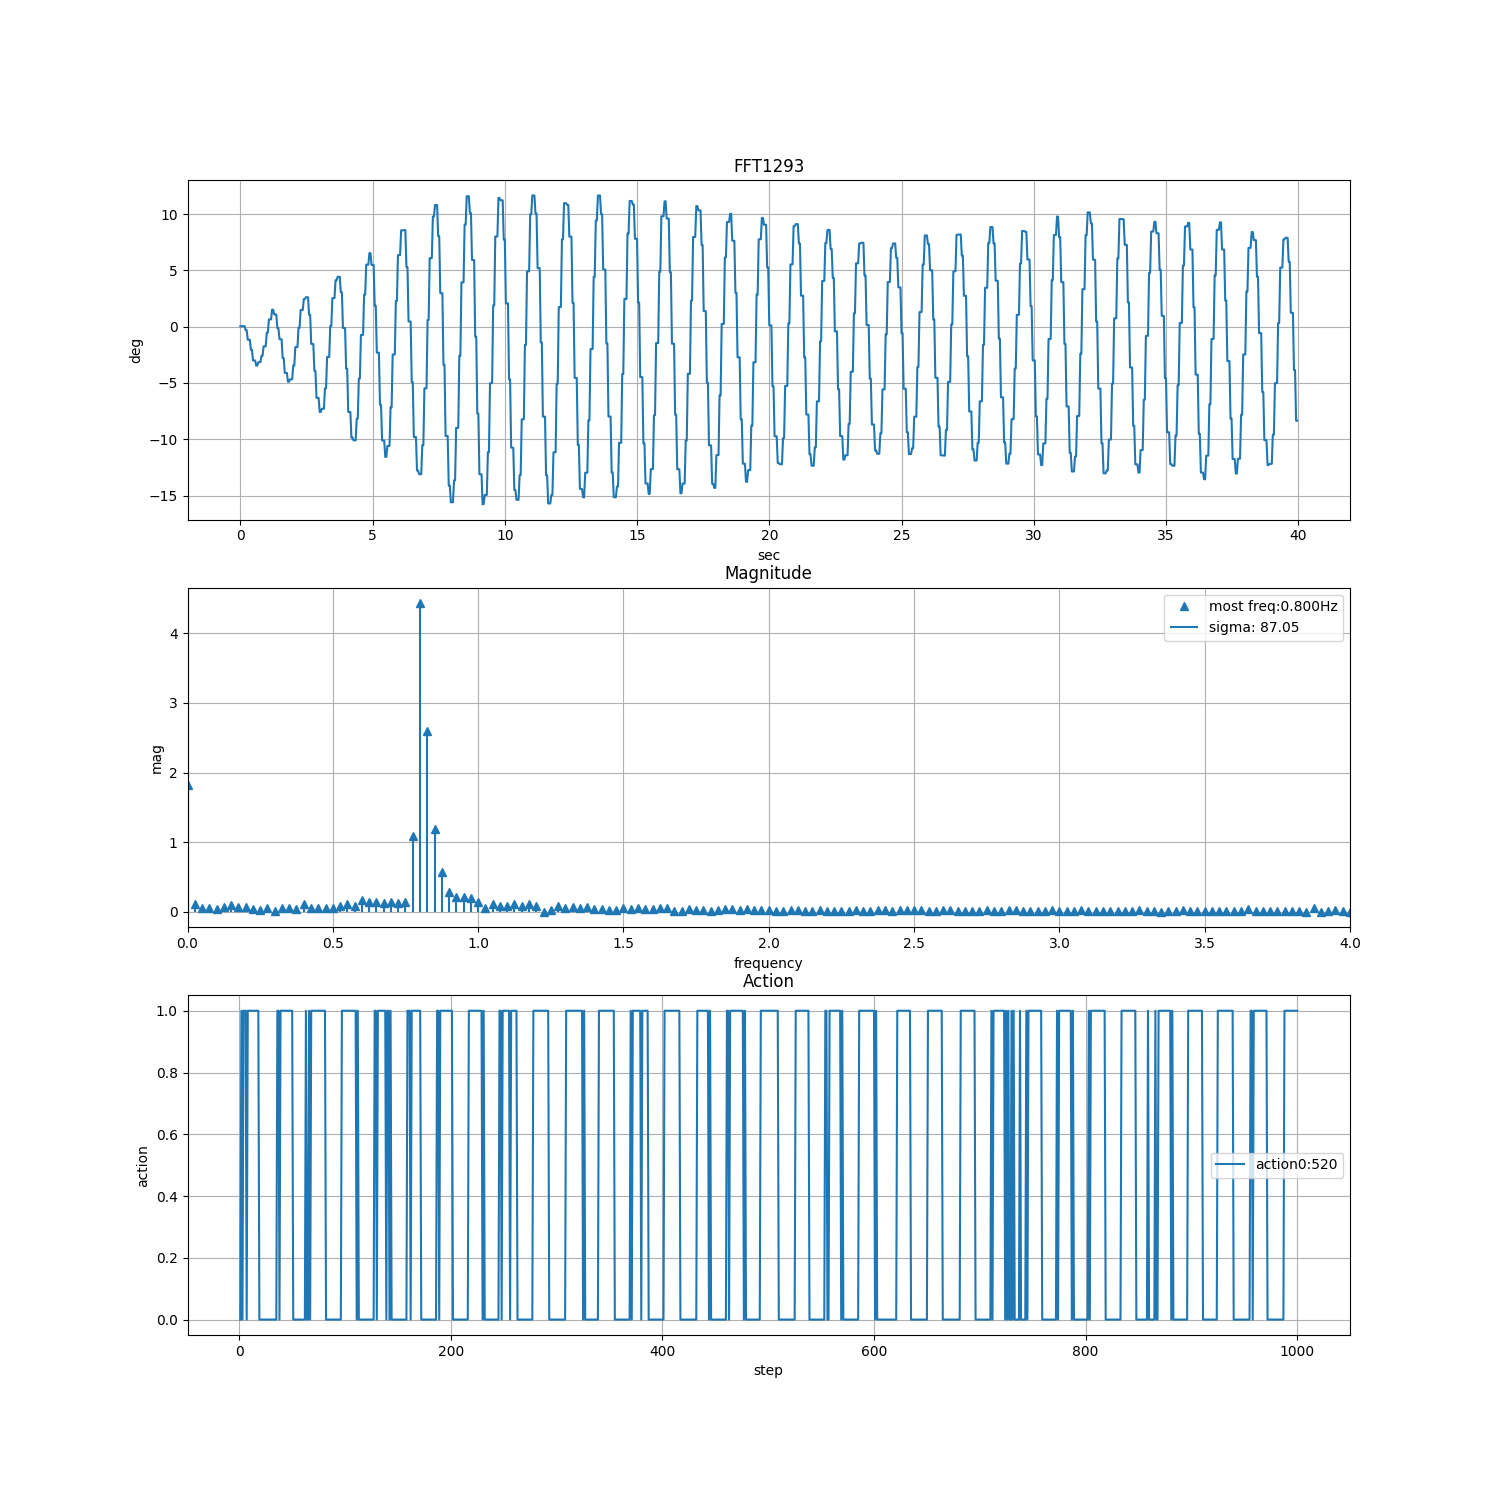 FFT1293
10
5
0
−5
−10
−15
deg
0 5 10 15 20 25 30 35 40
sec
Magnitude
most freq:0.800Hz
sigma: 87.05
4
3
2
1
0
mag
0.0 0.5 1.0 1.5 2.0 2.5 3.0 3.5 4.0
frequency
Action
1.0
0.8
0.6
0.4
0.2
0.0
action
action0:520
0 200 400 600 800 1000
step